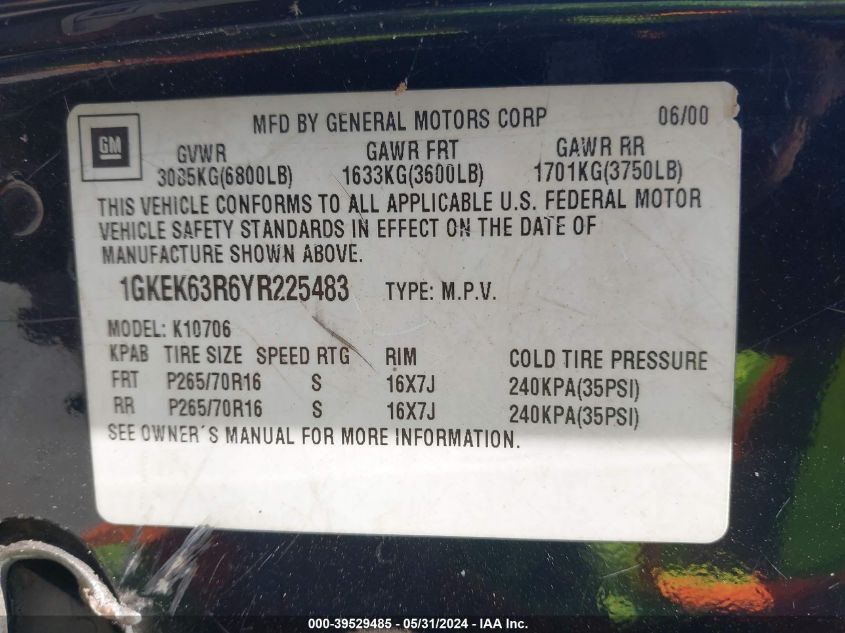 GM
MFD BY GENERAL MOTORS CORP 06/00
GVWR GAWR FRT GAWR RR
3085KG(6800LB) 1633KG(3600LB) 1701KG(3750LB)
THIS VEHICLE CONFORMS TO ALL APPLICABLE U.S. FEDERAL MOTOR
VEHICLE SAFETY STANDARDS IN EFFECT ON THE DATE OF
MANUFACTURE SHOWN ABOVE.
1GKEK63R6YR225483 TYPE: M.P.V.
MODEL: K10706
KPAB TIRE SIZE SPEED RTG RIM COLD TIRE PRESSURE
FRT P265/70R16 S 16X7J 240KPA(35PSI)
RR P265/70R16 S 16X7J 240KPA(35PSI)
SEE OWNER'S MANUAL FOR MORE INFORMATION.
000-39529485 - 05/31/2024 - IAA Inc.